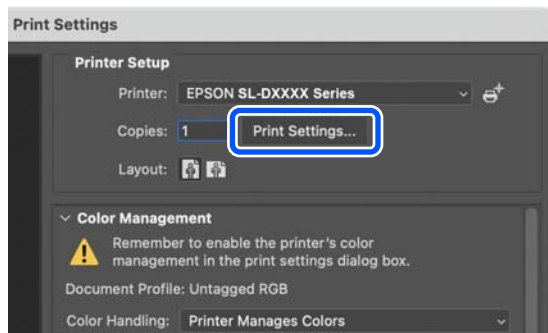 Print Settings
Printer Setup
Printer: EPSON SL-DXXXX Series
Copies: 1 Print Settings...
Layout:
Color Management
Remember to enable the printer's color
management in the print settings dialog box.
Document Profile: Untagged RGB
Color Handling: Printer Manages Colors